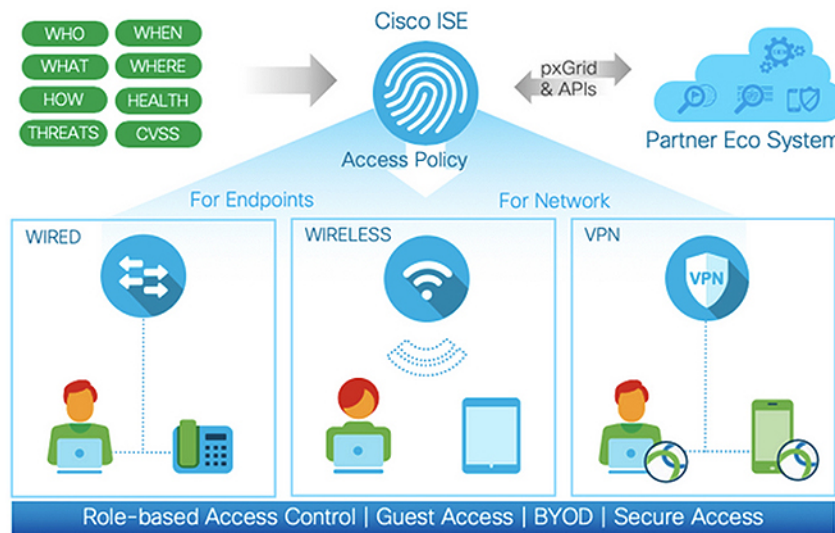 WHO WHEN
WHAT WHERE
HOW HEALTH
THREATS CVSS
Cisco ISE
pxGrid
& APIs
Partner Eco System
Access Policy
For Endpoints
For Network
WIRED
WIRELESS
VPN
VPN
Role-based Access Control | Guest Access | BYOD | Secure Access